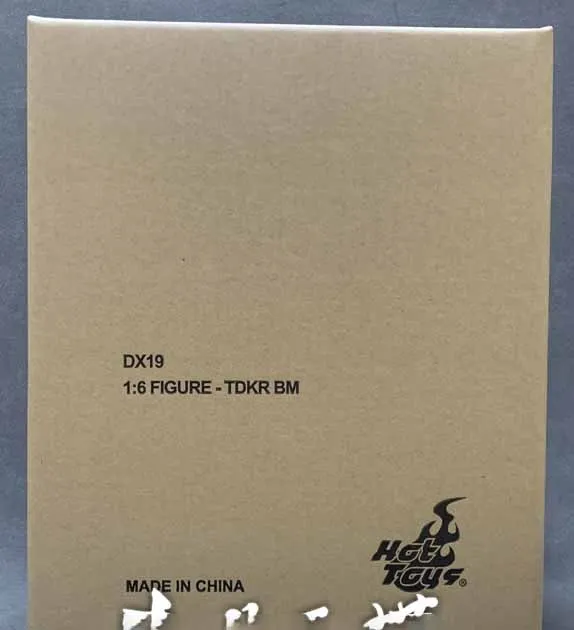 DX19
1:6 FIGURE - TDKR BM
Hot
Toys®
MADE IN CHINA